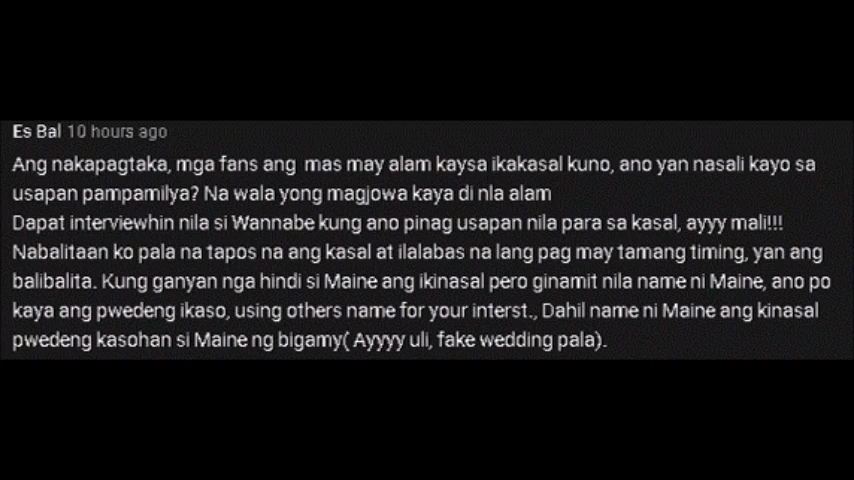 Es Bal 10 hours ago
Ang nakapagtaka, mga fans ang mas may alam kaysa ikakasal kuno, ano yan nasali kayo sa
usapan pampamilya? Na wala yong magjowa kaya di nla alam
Dapat interviewhin nila si Wannabe kung ano pinag usapan nila para sa kasal, ayyy mali!!!
Nabalitaan ko pala na tapos na ang kasal at ilalabas na lang pag may tamang timing, yan ang
balibalita. Kung ganyan nga hindi si Maine ang ikinasal pero ginamit nila name ni Maine, ano po
kaya ang pwedeng ikaso, using others name for your interst., Dahil name ni Maine ang kinasal
pwedeng kasohan si Maine ng bigamy( Ayyyy uli, fake wedding pala).